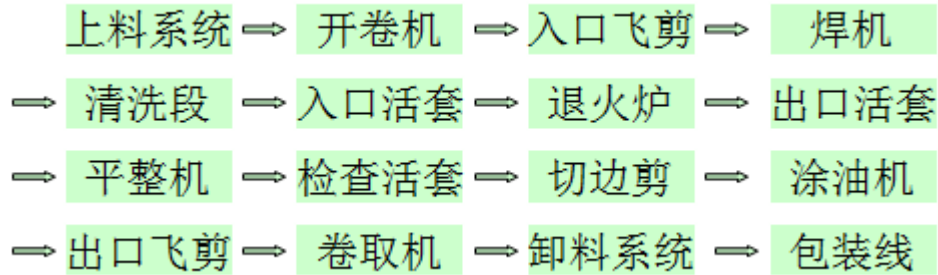 上料系统 ⇒ 开卷机 ⇒ 入口飞剪 ⇒ 焊机
⇒ 清洗段 ⇒ 入口活套 ⇒ 退火炉 ⇒ 出口活套
⇒ 平整机 ⇒ 检查活套 ⇒ 切边剪 ⇒ 涂油机
⇒ 出口飞剪 ⇒ 卷取机 ⇒ 卸料系统 ⇒ 包装线